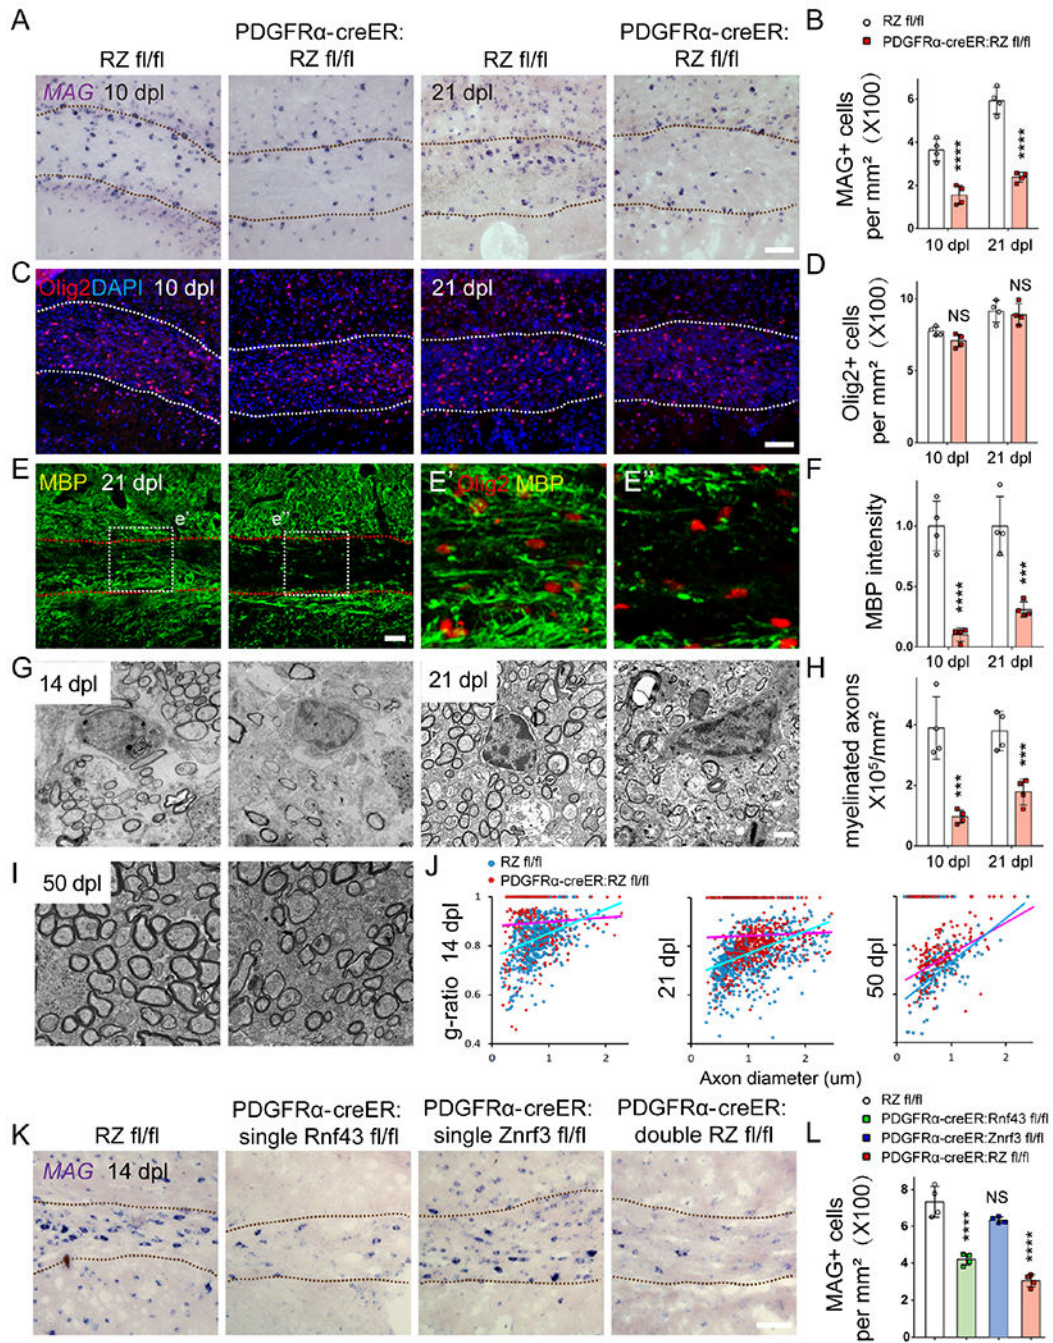 A
RZ fl/fl
PDGFRα-creER:
RZ fl/fl
RZ fl/fl
PDGFRα-creER:
RZ fl/fl
MAG 10 dpl
21 dpl
B
RZ fl/fl
PDGFRα-creER:RZ fl/fl
MAG+ cells
per mm² (X100)
6
4
2
0
****
****
10 dpl
21 dpl
C
Olig2DAPI 10 dpl
21 dpl
D
Olig2+ cells
per mm² (X100)
10
5
0
NS
NS
10 dpl
21 dpl
E
MBP 21 dpl
e'
e''
E' Olig2 MBP
E''
F
MBP intensity
1.0
0.5
0.0
****
***
10 dpl
21 dpl
G
14 dpl
21 dpl
H
myelinated axons
X10⁵/mm²
4
2
0
***
***
10 dpl
21 dpl
I
50 dpl
J
RZ fl/fl
PDGFRα-creER:RZ fl/fl
g-ratio 14 dpl
1
0.8
0.6
0.4
0
1
2
21 dpl
0
1
2
50 dpl
0
1
2
Axon diameter (um)
K
RZ fl/fl
PDGFRα-creER:
single Rnf43 fl/fl
PDGFRα-creER:
single Znrf3 fl/fl
PDGFRα-creER:
double RZ fl/fl
MAG 14 dpl
L
RZ fl/fl
PDGFRα-creER:Rnf43 fl/fl
PDGFRα-creER:Znrf3 fl/fl
PDGFRα-creER:RZ fl/fl
MAG+ cells
per mm² (X100)
8
6
4
2
0
****
NS
****